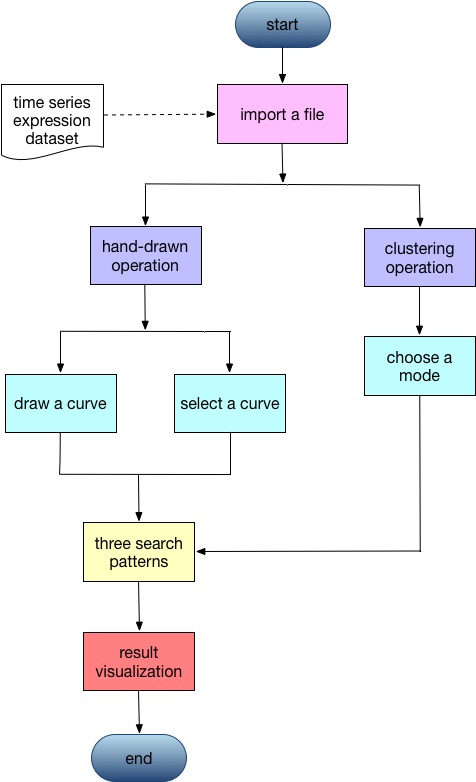 start
time series
expression
dataset
import a file
hand-drawn
operation
clustering
operation
choose a
mode
draw a curve
select a curve
three search
patterns
result
visualization
end